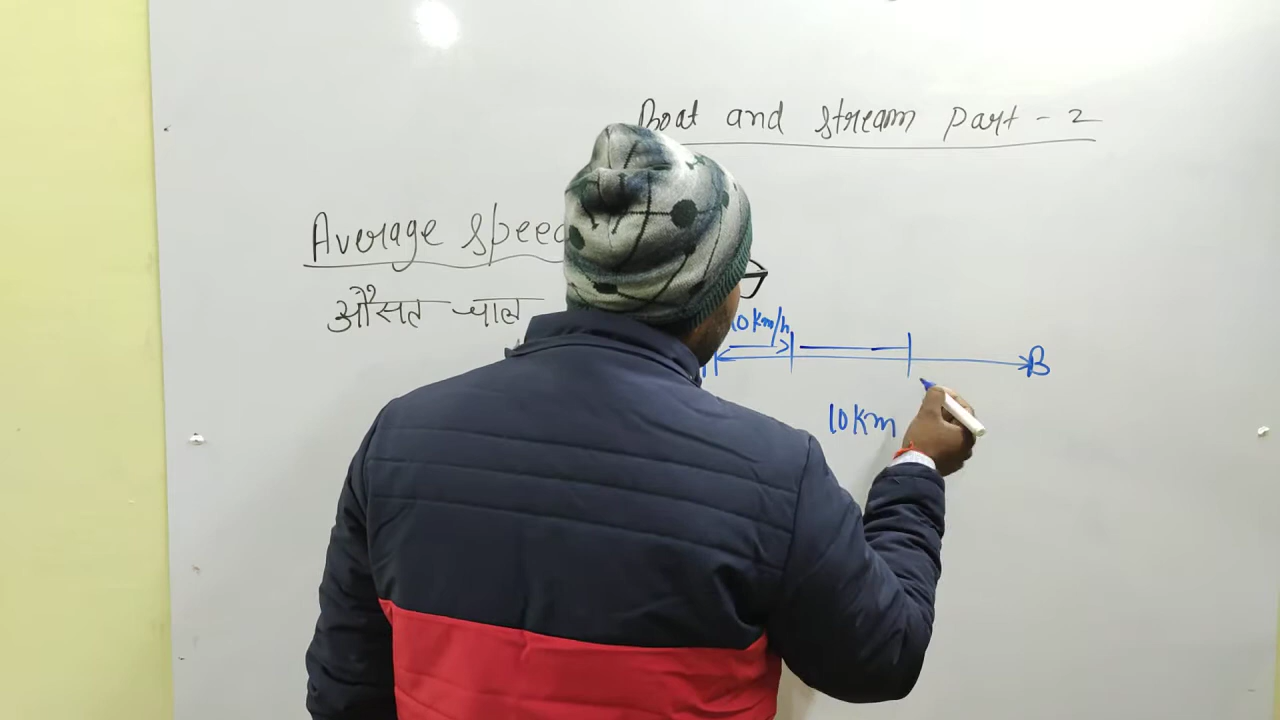 Boat and Stream Part - 2
Average Speed
औसत चाल
10 km/h
B
10 km